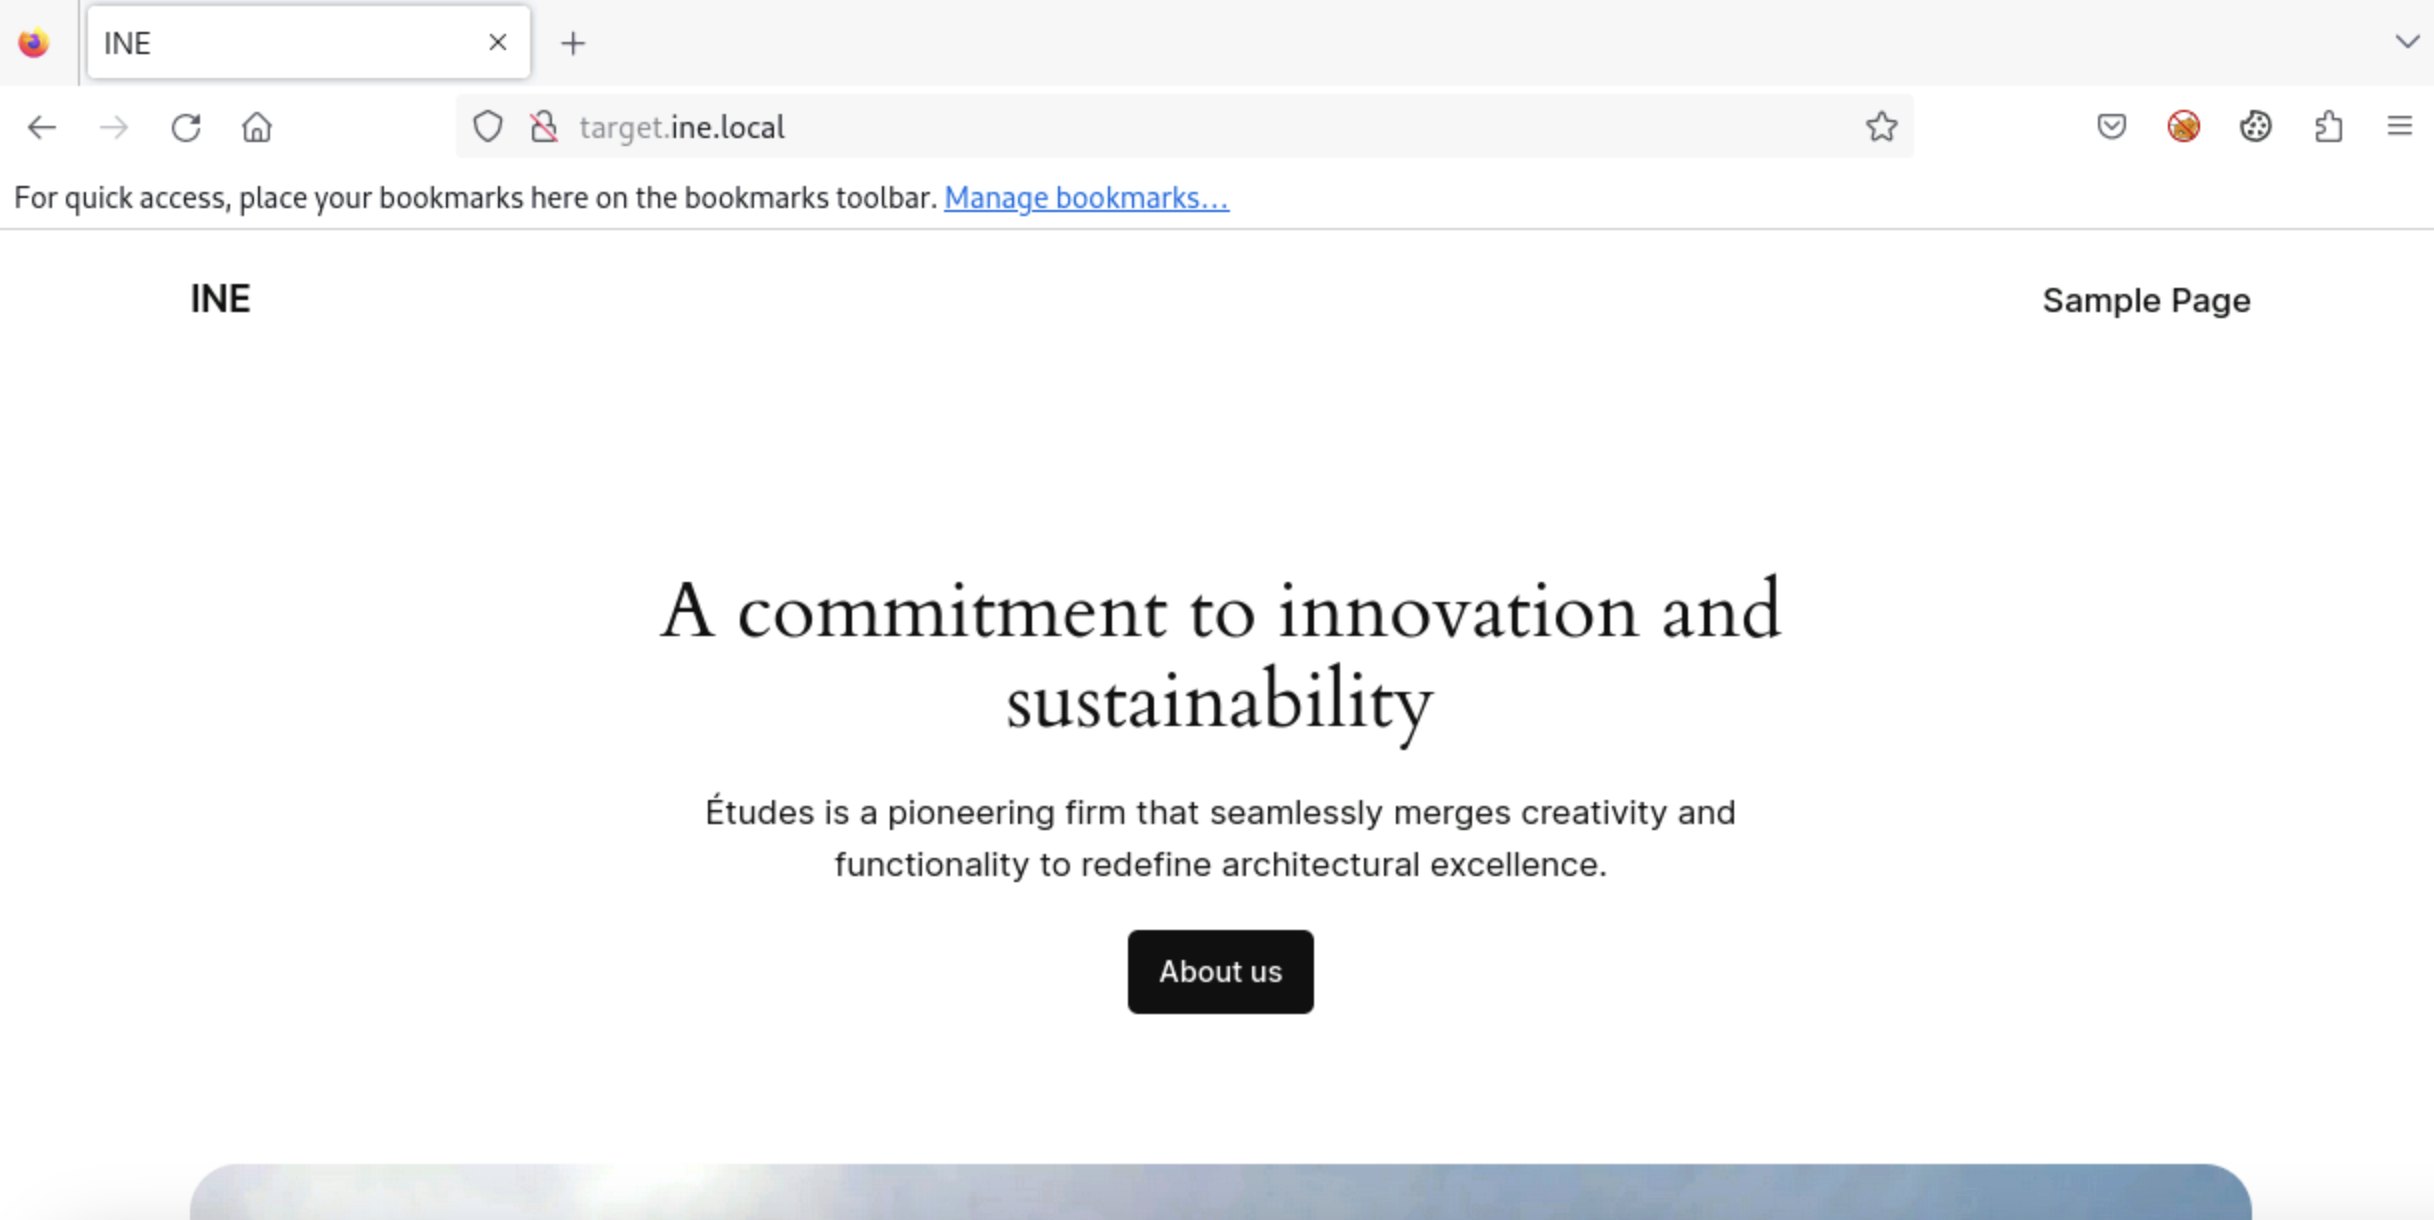 INE
target.ine.local
For quick access, place your bookmarks here on the bookmarks toolbar. Manage bookmarks...
INE
Sample Page
A commitment to innovation and
sustainability
Études is a pioneering firm that seamlessly merges creativity and
functionality to redefine architectural excellence.
About us